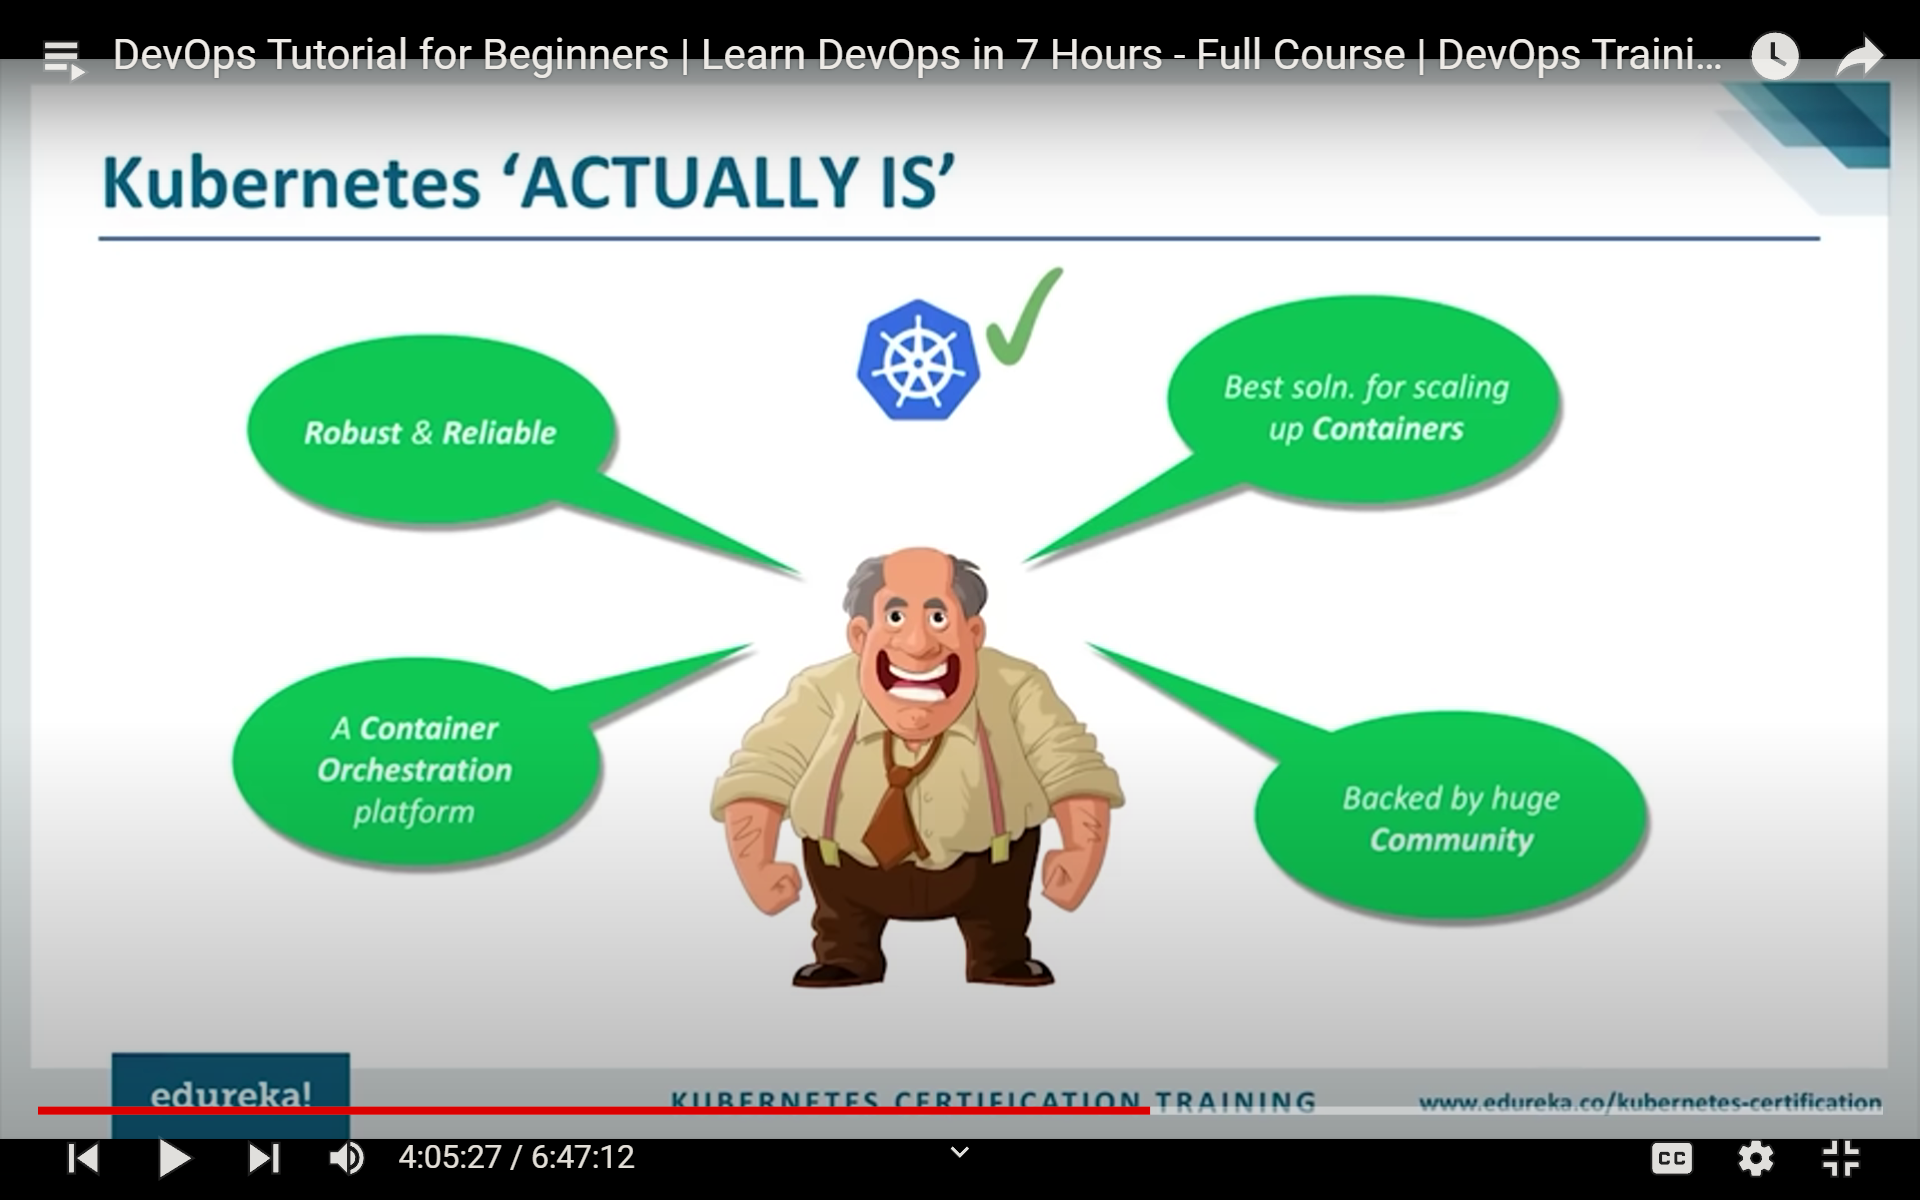 DevOps Tutorial for Beginners | Learn DevOps in 7 Hours - Full Course | DevOps Traini...
Kubernetes ‘ACTUALLY IS’
Robust & Reliable
Best soln. for scaling
up Containers
A Container
Orchestration
platform
Backed by huge
Community
edureka!
KUBERNETES CERTIFICATION TRAINING
www.edureka.co/kubernetes-certification
4:05:27 / 6:47:12
CC